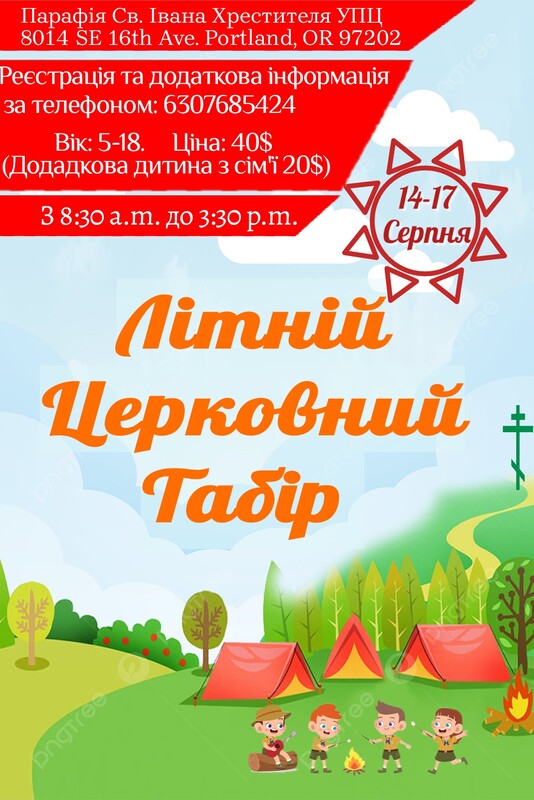 Парафія Св. Івана Хрестителя УПЦ
8014 SE 16th Ave. Portland, OR 97202
Реєстрація та додаткова інформація
за телефоном: 6307685424
Вік: 5-18. Ціна: 40$
(Додадкова дитина з сім'ї 20$)
З 8:30 a.m. до 3:30 p.m.
14-17
Серпня
Літній
Церковний
Табір